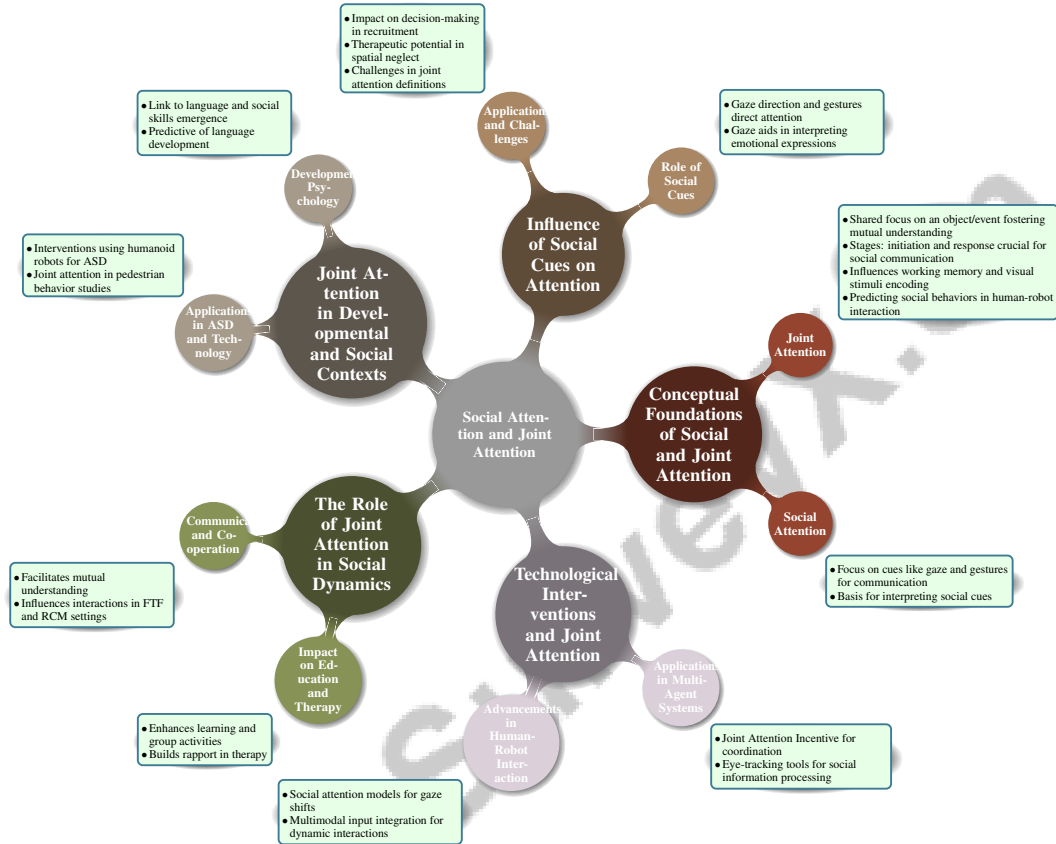 ● Impact on decision-making
in recruitment
● Therapeutic potential in
spatial neglect
● Challenges in joint
attention definitions
● Link to language and social
skills emergence
● Predictive of language
development
● Gaze direction and gestures
direct attention
● Gaze aids in interpreting
emotional expressions
Application
and Chal-
lenges
Role of
Social
Cues
Developmen
Psy-
chology
Influence
of Social
Cues on
Attention
● Shared focus on an object/event fostering
mutual understanding
● Stages: initiation and response crucial for
social communication
● Influences working memory and visual
stimuli encoding
● Predicting social behaviors in human-robot
interaction
● Interventions using humanoid
robots for ASD
● Joint attention in pedestrian
behavior studies
Joint At-
tention
in Devel-
opmental
and Social
Contexts
Application
in ASD
and Tech-
nology
Joint
Attention
Social Atten-
tion and Joint
Attention
Conceptual
Foundations
of Social
and Joint
Attention
Social
Attention
● Focus on cues like gaze and gestures
for communication
● Basis for interpreting social cues
The Role
of Joint
Attention
in Social
Dynamics
Communica
and Co-
operation
● Facilitates mutual
understanding
● Influences interactions in FTF
and RCM settings
Impact
on Ed-
ucation
and
Therapy
● Enhances learning and
group activities
● Builds rapport in therapy
Technological
Inter-
ventions
and Joint
Attention
Applications
in Multi-
Agent
Systems
Advancements
in
Human-
Robot
Inter-
action
● Joint Attention Incentive for
coordination
● Eye-tracking tools for social
information processing
● Social attention models for gaze
shifts
● Multimodal input integration for
dynamic interactions